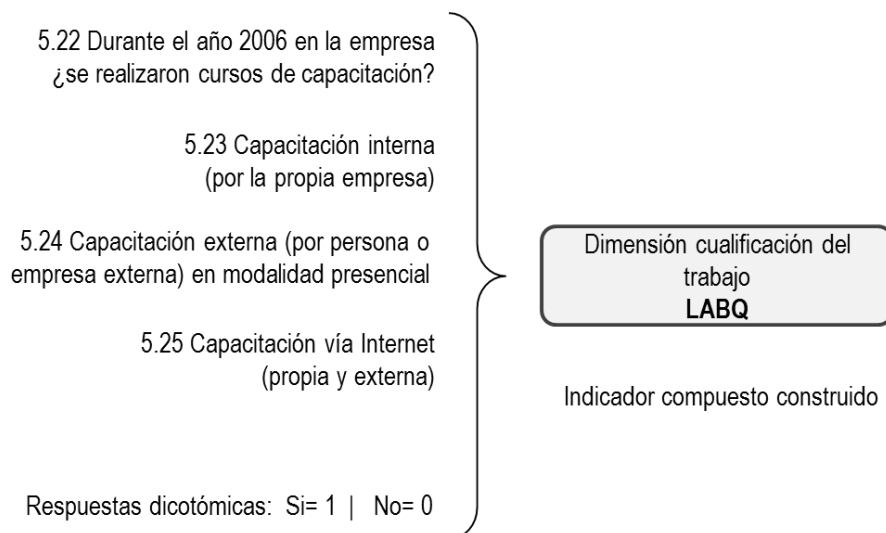 5.22 Durante el año 2006 en la empresa
¿se realizaron cursos de capacitación?
5.23 Capacitación interna
(por la propia empresa)
5.24 Capacitación externa (por persona o
empresa externa) en modalidad presencial
5.25 Capacitación vía Internet
(propia y externa)
Respuestas dicotómicas: Si= 1 | No= 0
Dimensión cualificación del
trabajo
LABQ
Indicador compuesto construido